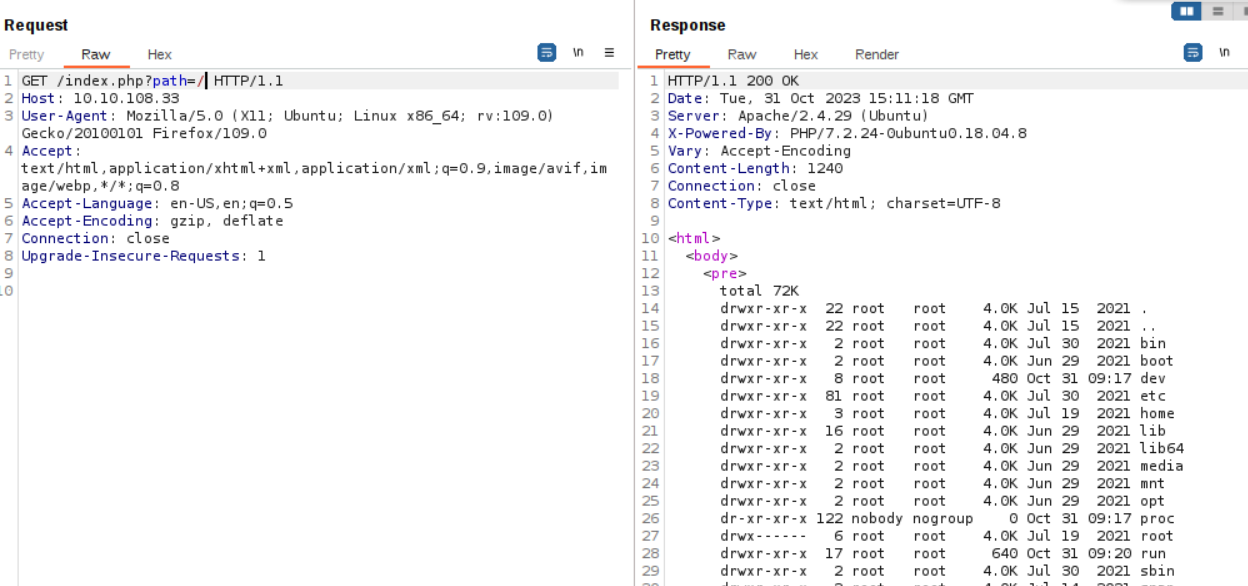 Request
Pretty Raw Hex \n
1 GET /index.php?path=/ HTTP/1.1
2 Host: 10.10.108.33
3 User-Agent: Mozilla/5.0 (X11; Ubuntu; Linux x86_64; rv:109.0)
Gecko/20100101 Firefox/109.0
4 Accept:
text/html,application/xhtml+xml,application/xml;q=0.9,image/avif,im
age/webp,*/*;q=0.8
5 Accept-Language: en-US,en;q=0.5
6 Accept-Encoding: gzip, deflate
7 Connection: close
8 Upgrade-Insecure-Requests: 1
9
10
Response
Pretty Raw Hex Render \n
1 HTTP/1.1 200 OK
2 Date: Tue, 31 Oct 2023 15:11:18 GMT
3 Server: Apache/2.4.29 (Ubuntu)
4 X-Powered-By: PHP/7.2.24-0ubuntu0.18.04.8
5 Vary: Accept-Encoding
6 Content-Length: 1240
7 Connection: close
8 Content-Type: text/html; charset=UTF-8
9
10 <html>
11 <body>
12 <pre>
13 total 72K
14 drwxr-xr-x 22 root root 4.0K Jul 15 2021 .
15 drwxr-xr-x 22 root root 4.0K Jul 15 2021 ..
16 drwxr-xr-x 2 root root 4.0K Jul 30 2021 bin
17 drwxr-xr-x 2 root root 4.0K Jun 29 2021 boot
18 drwxr-xr-x 8 root root 480 Oct 31 09:17 dev
19 drwxr-xr-x 81 root root 4.0K Jul 30 2021 etc
20 drwxr-xr-x 3 root root 4.0K Jul 19 2021 home
21 drwxr-xr-x 16 root root 4.0K Jun 29 2021 lib
22 drwxr-xr-x 2 root root 4.0K Jun 29 2021 lib64
23 drwxr-xr-x 2 root root 4.0K Jun 29 2021 media
24 drwxr-xr-x 2 root root 4.0K Jun 29 2021 mnt
25 drwxr-xr-x 2 root root 4.0K Jun 29 2021 opt
26 dr-xr-xr-x 122 nobody nogroup 0 Oct 31 09:17 proc
27 drwx------ 6 root root 4.0K Jul 19 2021 root
28 drwxr-xr-x 17 root root 640 Oct 31 09:20 run
29 drwxr-xr-x 2 root root 4.0K Jul 30 2021 sbin